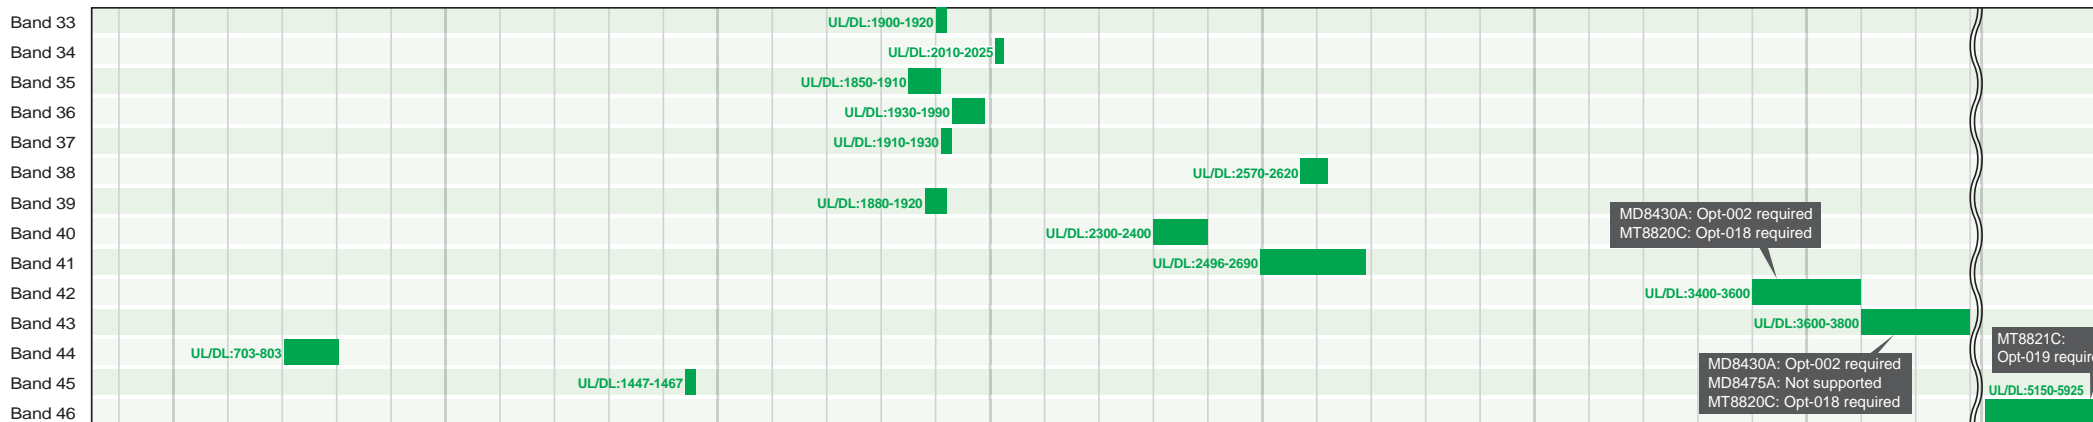 Band 33
UL/DL:1900-1920
Band 34
UL/DL:2010-2025
Band 35
UL/DL:1850-1910
Band 36
UL/DL:1930-1990
Band 37
UL/DL:1910-1930
Band 38
UL/DL:2570-2620
Band 39
UL/DL:1880-1920
Band 40
UL/DL:2300-2400
MD8430A: Opt-002 required
MT8820C: Opt-018 required
Band 41
UL/DL:2496-2690
Band 42
UL/DL:3400-3600
Band 43
UL/DL:3600-3800
Band 44
UL/DL:703-803
MT8821C:
Opt-019 require
MD8430A: Opt-002 required
MD8475A: Not supported
MT8820C: Opt-018 required
Band 45
UL/DL:1447-1467
Band 46
UL/DL:5150-5925